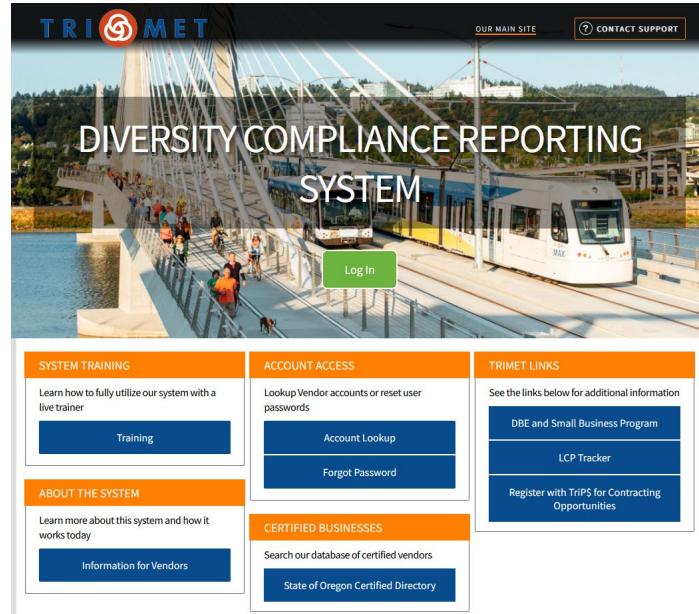 TRI MET
OUR MAIN SITE
? CONTACT SUPPORT
DIVERSITY COMPLIANCE REPORTING
SYSTEM
MAX
Log In
SYSTEM TRAINING
Learn how to fully utilize our system with a
live trainer
Training
ABOUT THE SYSTEM
Learn more about this system and how it
works today
Information for Vendors
ACCOUNT ACCESS
Lookup Vendor accounts or reset user
passwords
Account Lookup
Forgot Password
CERTIFIED BUSINESSES
Search our database of certified vendors
State of Oregon Certified Directory
TRIMET LINKS
See the links below for additional information
DBE and Small Business Program
LCP Tracker
Register with TriP$ for Contracting
Opportunities